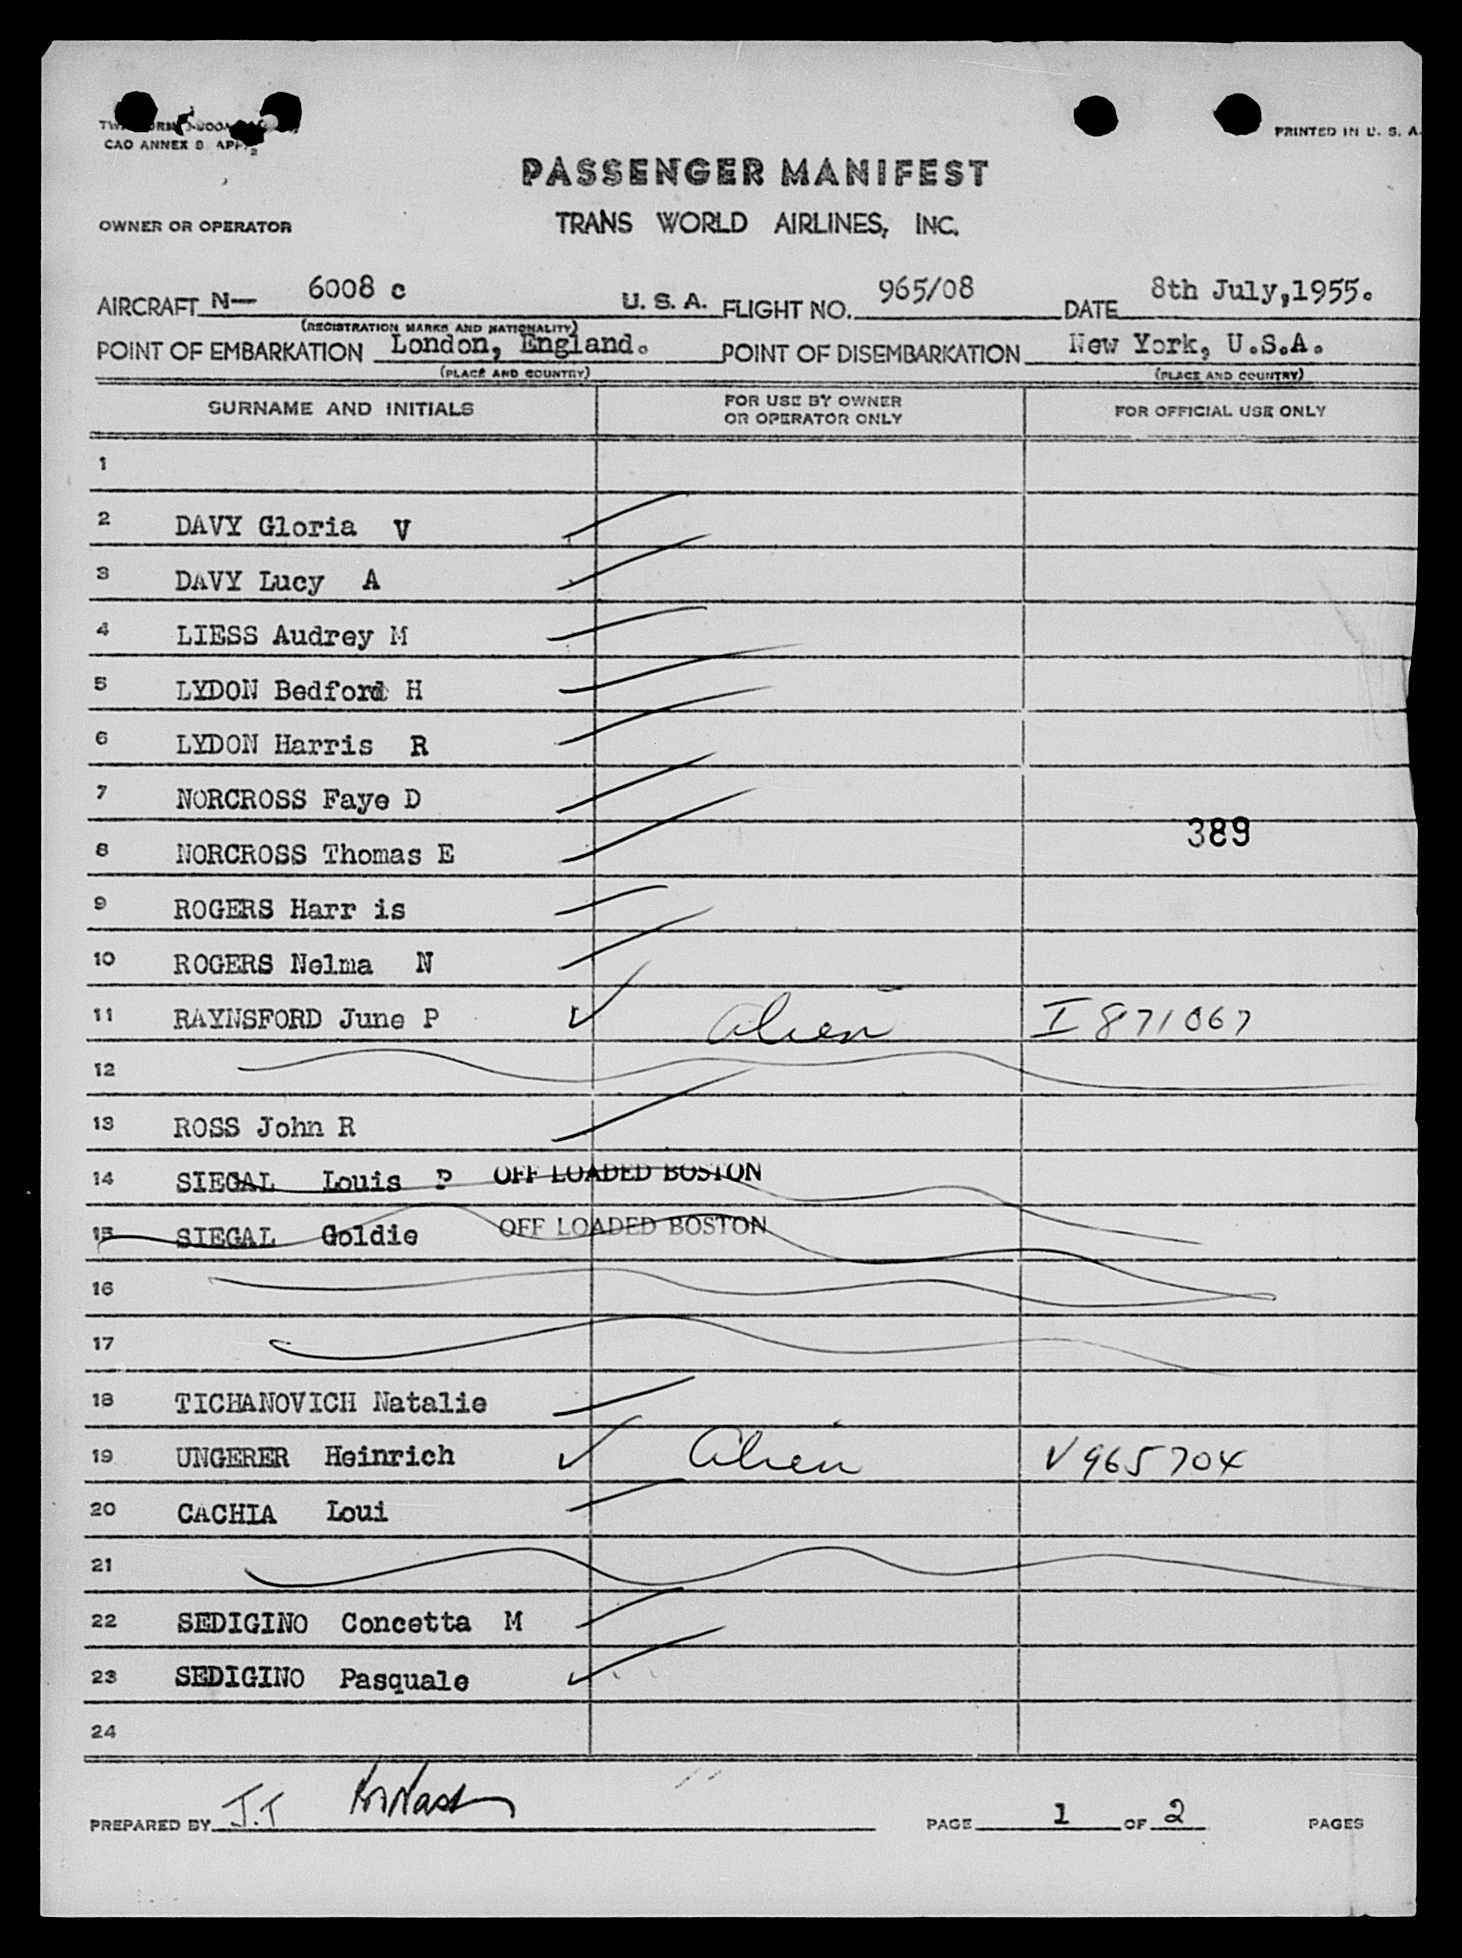 CAO ANNEX 9 APP. 2
PRINTED IN U. S. A.
PASSENGER MANIFEST
OWNER OR OPERATOR TRANS WORLD AIRLINES, INC.
AIRCRAFT N— 6008 c U. S. A. FLIGHT NO. 965/08 DATE 8th July,1955.
(REGISTRATION MARKS AND NATIONALITY)
POINT OF EMBARKATION London, England. POINT OF DISEMBARKATION New York, U.S.A.
(PLACE AND COUNTRY) (PLACE AND COUNTRY)
SURNAME AND INITIALS FOR USE BY OWNER OR OPERATOR ONLY FOR OFFICIAL USE ONLY
1
2 DAVY Gloria V
3 DAVY Lucy A
4 LIESS Audrey M
5 LYDON Bedford H
6 LYDON Harris R
7 NORCROSS Faye D
389
8 NORCROSS Thomas E
9 ROGERS Harr is
10 ROGERS Nelma N
11 RAYNSFORD June P Alien I 871067
12
13 ROSS John R
14 SIEGAL Louis P OFF LOADED BOSTON
15 SIEGAL Goldie OFF LOADED BOSTON
16
17
18 TICHANOVICH Natalie
19 UNGERER Heinrich Alien V965704
20 CACHIA Loui
21
22 SEDIGINO Concetta M
23 SEDIGINO Pasquale
24
PREPARED BY J.T PAGE 1 OF 2 PAGES